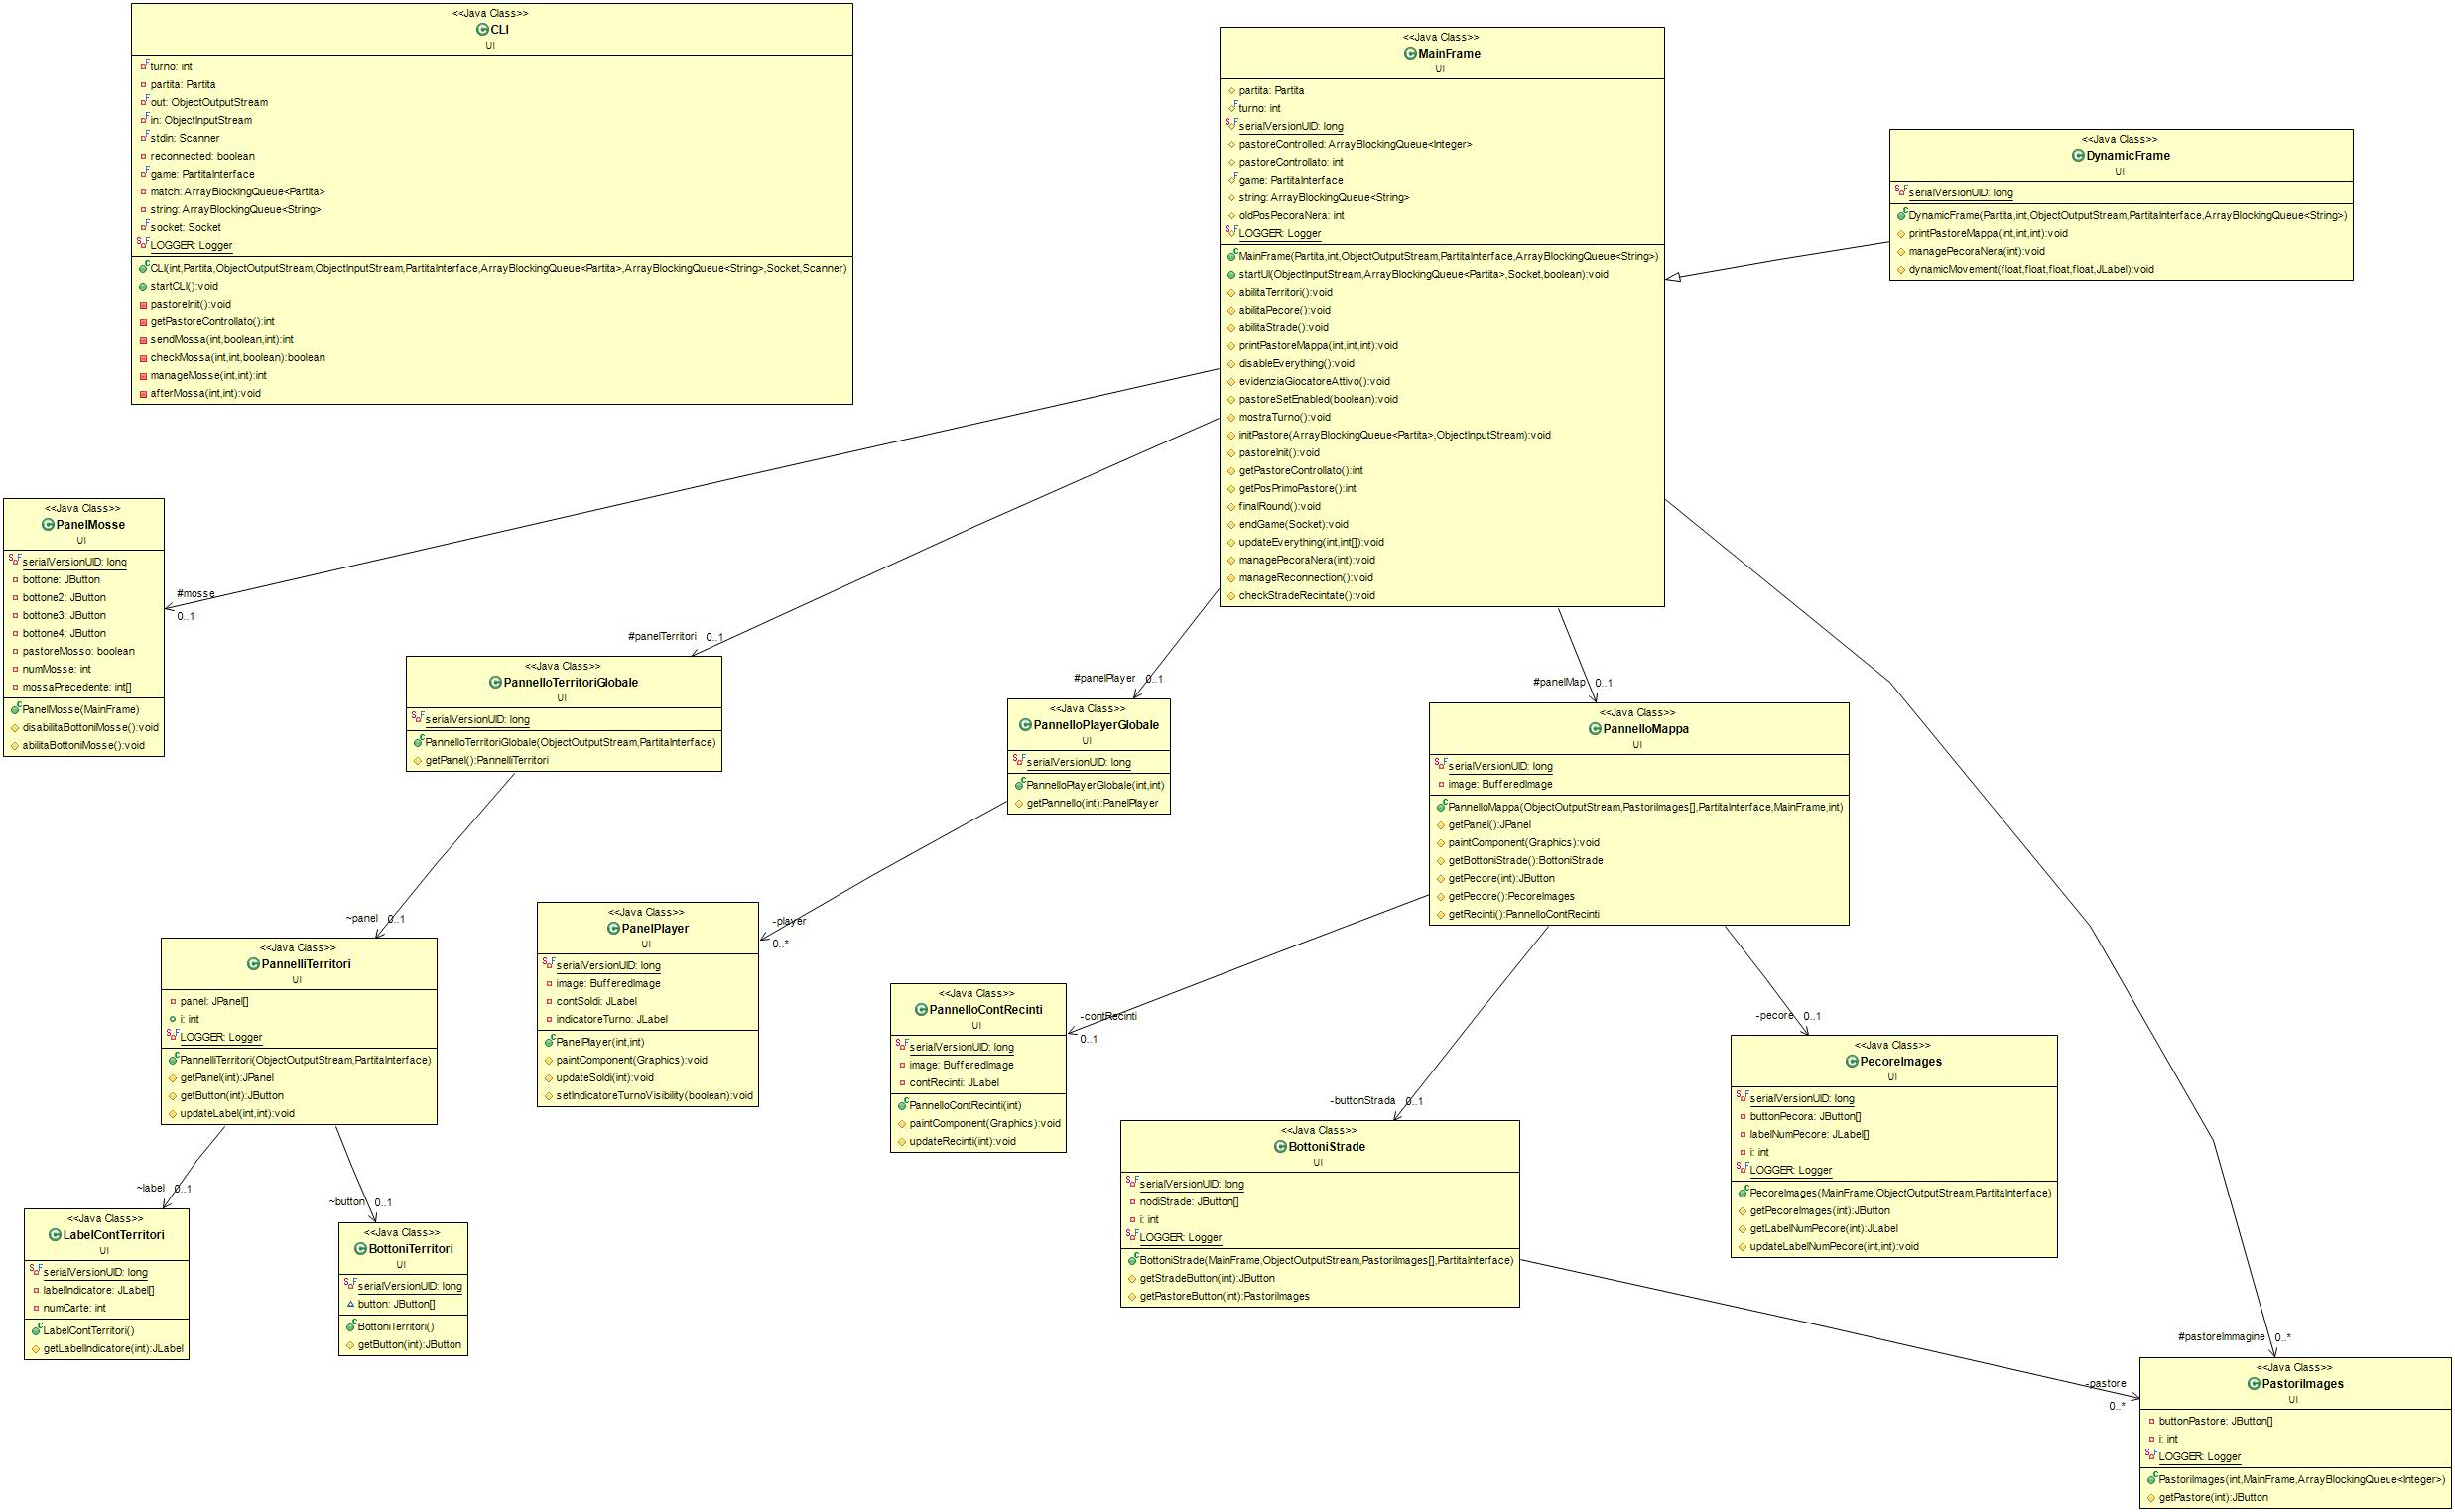 <<Java Class>>
CLI
UI
turno: int
partita: Partita
out: ObjectOutputStream
in: ObjectInputStream
stdin: Scanner
reconnected: boolean
game: PartitaInterface
match: ArrayBlockingQueue<Partita>
string: ArrayBlockingQueue<String>
socket: Socket
LOGGER: Logger
CLI(int,Partita,ObjectOutputStream,ObjectInputStream,PartitaInterface,ArrayBlockingQueue<Partita>,ArrayBlockingQueue<String>,Socket,Scanner)
startCLI():void
pastoreInit():void
getPastoreControllato():int
sendMossa(int,boolean,int):int
checkMossa(int,int,boolean):boolean
manageMosse(int,int):int
afterMossa(int,int):void
<<Java Class>>
MainFrame
UI
partita: Partita
turno: int
serialVersionUID: long
pastoreControlled: ArrayBlockingQueue<Integer>
pastoreControllato: int
game: PartitaInterface
string: ArrayBlockingQueue<String>
oldPosPecoraNera: int
LOGGER: Logger
MainFrame(Partita,int,ObjectOutputStream,PartitaInterface,ArrayBlockingQueue<String>)
startUI(ObjectInputStream,ArrayBlockingQueue<Partita>,Socket,boolean):void
abilitaTerritori():void
abilitaPecore():void
abilitaStrade():void
printPastoreMappa(int,int,int):void
disableEverything():void
evidenziaGiocatoreAttivo():void
pastoreSetEnabled(boolean):void
mostraTurno():void
initPastore(ArrayBlockingQueue<Partita>,ObjectInputStream):void
pastoreInit():void
getPastoreControllato():int
getPosPrimoPastore():int
finalRound():void
endGame(Socket):void
updateEverything(int,int[]):void
managePecoraNera(int):void
manageReconnection():void
checkStradeRecintate():void
<<Java Class>>
DynamicFrame
UI
serialVersionUID: long
DynamicFrame(Partita,int,ObjectOutputStream,PartitaInterface,ArrayBlockingQueue<String>)
printPastoreMappa(int,int,int):void
managePecoraNera(int):void
dynamicMovement(float,float,float,float,JLabel):void
<<Java Class>>
PanelMosse
UI
serialVersionUID: long
bottone: JButton
bottone2: JButton
bottone3: JButton
bottone4: JButton
pastoreMosso: boolean
numMosse: int
mossaPrecedente: int[]
PanelMosse(MainFrame)
disabilitaBottoniMosse():void
abilitaBottoniMosse():void
#mosse
0..1
#panelTerritori 0..1
<<Java Class>>
PannelloTerritoriGlobale
UI
serialVersionUID: long
PannelloTerritoriGlobale(ObjectOutputStream,PartitaInterface)
getPanel():PannelliTerritori
#panelPlayer 0..1
<<Java Class>>
PannelloPlayerGlobale
UI
serialVersionUID: long
PannelloPlayerGlobale(int,int)
getPannello(int):PanelPlayer
#panelMap 0..1
<<Java Class>>
PannelloMappa
UI
serialVersionUID: long
image: BufferedImage
PannelloMappa(ObjectOutputStream,PastoriImages[],PartitaInterface,MainFrame,int)
getPanel():JPanel
paintComponent(Graphics):void
getBottoniStrade():BottoniStrade
getPecore(int):JButton
getPecore():PecoreImages
getRecinti():PannelloContRecinti
~panel 0..1
<<Java Class>>
PannelliTerritori
UI
panel: JPanel[]
i: int
LOGGER: Logger
PannelliTerritori(ObjectOutputStream,PartitaInterface)
getPanel(int):JPanel
getButton(int):JButton
updateLabel(int,int):void
-player
0..*
<<Java Class>>
PanelPlayer
UI
serialVersionUID: long
image: BufferedImage
contSoldi: JLabel
indicatoreTurno: JLabel
PanelPlayer(int,int)
paintComponent(Graphics):void
updateSoldi(int):void
setIndicatoreTurnoVisibility(boolean):void
-contRecinti
0..1
<<Java Class>>
PannelloContRecinti
UI
serialVersionUID: long
image: BufferedImage
contRecinti: JLabel
PannelloContRecinti(int)
paintComponent(Graphics):void
updateRecinti(int):void
-buttonStrada 0..1
<<Java Class>>
BottoniStrade
UI
serialVersionUID: long
nodiStrade: JButton[]
i: int
LOGGER: Logger
BottoniStrade(MainFrame,ObjectOutputStream,PastoriImages[],PartitaInterface)
getStradeButton(int):JButton
getPastoreButton(int):PastoriImages
-pecore 0..1
<<Java Class>>
PecoreImages
UI
serialVersionUID: long
buttonPecora: JButton[]
labelNumPecore: JLabel[]
i: int
LOGGER: Logger
PecoreImages(MainFrame,ObjectOutputStream,PartitaInterface)
getPecoreImages(int):JButton
getLabelNumPecore(int):JLabel
updateLabelNumPecore(int,int):void
~label 0..1
<<Java Class>>
LabelContTerritori
UI
serialVersionUID: long
labelIndicatore: JLabel[]
numCarte: int
LabelContTerritori()
getLabelIndicatore(int):JLabel
~button 0..1
<<Java Class>>
BottoniTerritori
UI
serialVersionUID: long
button: JButton[]
BottoniTerritori()
getButton(int):JButton
#pastoreImmagine 0..*
-pastore
0..*
<<Java Class>>
PastoriImages
UI
buttonPastore: JButton[]
i: int
LOGGER: Logger
PastoriImages(int,MainFrame,ArrayBlockingQueue<Integer>)
getPastore(int):JButton